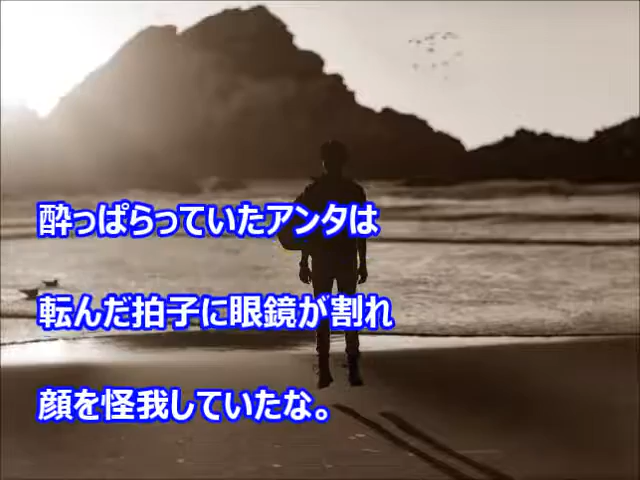 酔っぱらっていたアンタは
転んだ拍子に眼鏡が割れ
顔を怪我していたな。